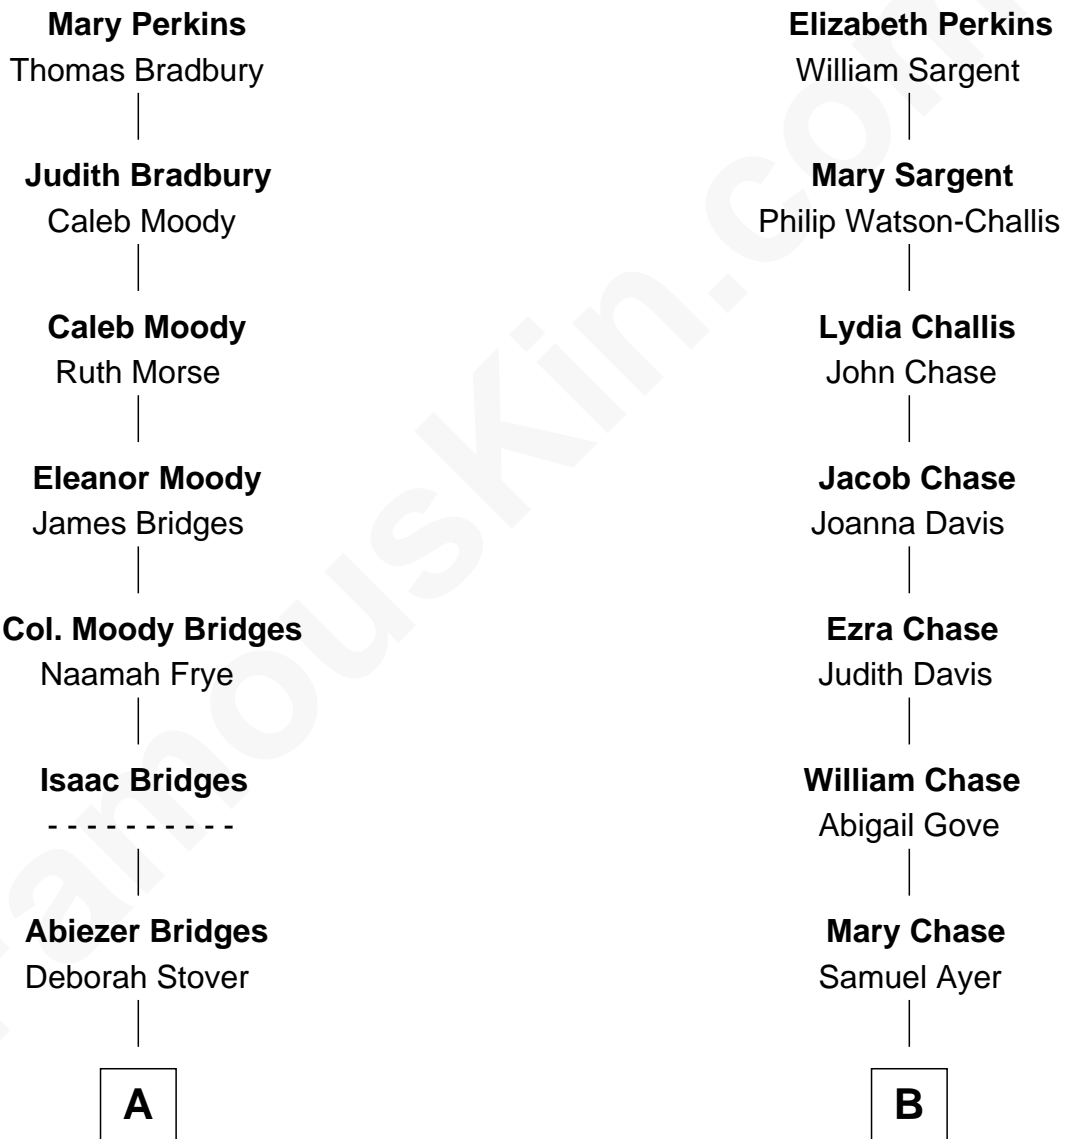 Mary Perkins
Thomas Bradbury
Judith Bradbury
Caleb Moody
Caleb Moody
Ruth Morse
Eleanor Moody
James Bridges
Col. Moody Bridges
Naamah Frye
Isaac Bridges
- - - - - - - - - -
Abiezer Bridges
Deborah Stover
A
Elizabeth Perkins
William Sargent
Mary Sargent
Philip Watson-Challis
Lydia Challis
John Chase
Jacob Chase
Joanna Davis
Ezra Chase
Judith Davis
William Chase
Abigail Gove
Mary Chase
Samuel Ayer
B
FamousKin.com